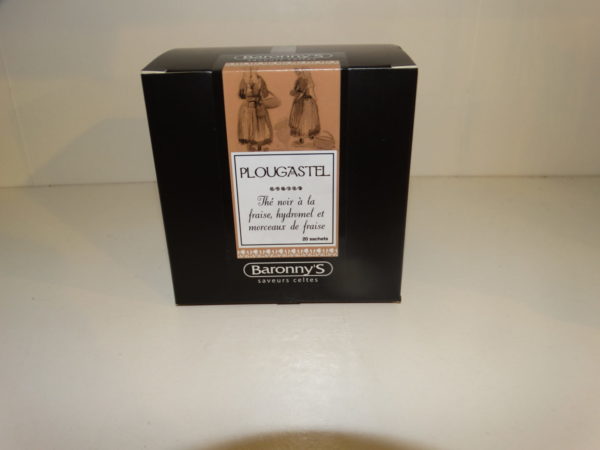 PLOUGASTEL
Thé noir à la
fraise, hydromel et
morceaux de fraise
20 sachets
Baronny'S
saveurs celtes